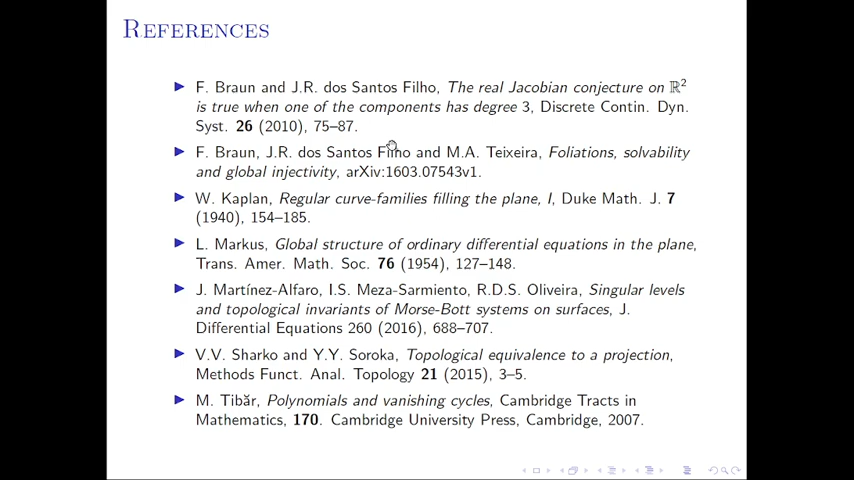 REFERENCES
F. Braun and J.R. dos Santos Filho, The real Jacobian conjecture on ℝ²
is true when one of the components has degree 3, Discrete Contin. Dyn.
Syst. 26 (2010), 75–87.
F. Braun, J.R. dos Santos Filho and M.A. Teixeira, Foliations, solvability
and global injectivity, arXiv:1603.07543v1.
W. Kaplan, Regular curve-families filling the plane, I, Duke Math. J. 7
(1940), 154–185.
L. Markus, Global structure of ordinary differential equations in the plane,
Trans. Amer. Math. Soc. 76 (1954), 127–148.
J. Martínez-Alfaro, I.S. Meza-Sarmiento, R.D.S. Oliveira, Singular levels
and topological invariants of Morse-Bott systems on surfaces, J.
Differential Equations 260 (2016), 688–707.
V.V. Sharko and Y.Y. Soroka, Topological equivalence to a projection,
Methods Funct. Anal. Topology 21 (2015), 3–5.
M. Tibăr, Polynomials and vanishing cycles, Cambridge Tracts in
Mathematics, 170. Cambridge University Press, Cambridge, 2007.